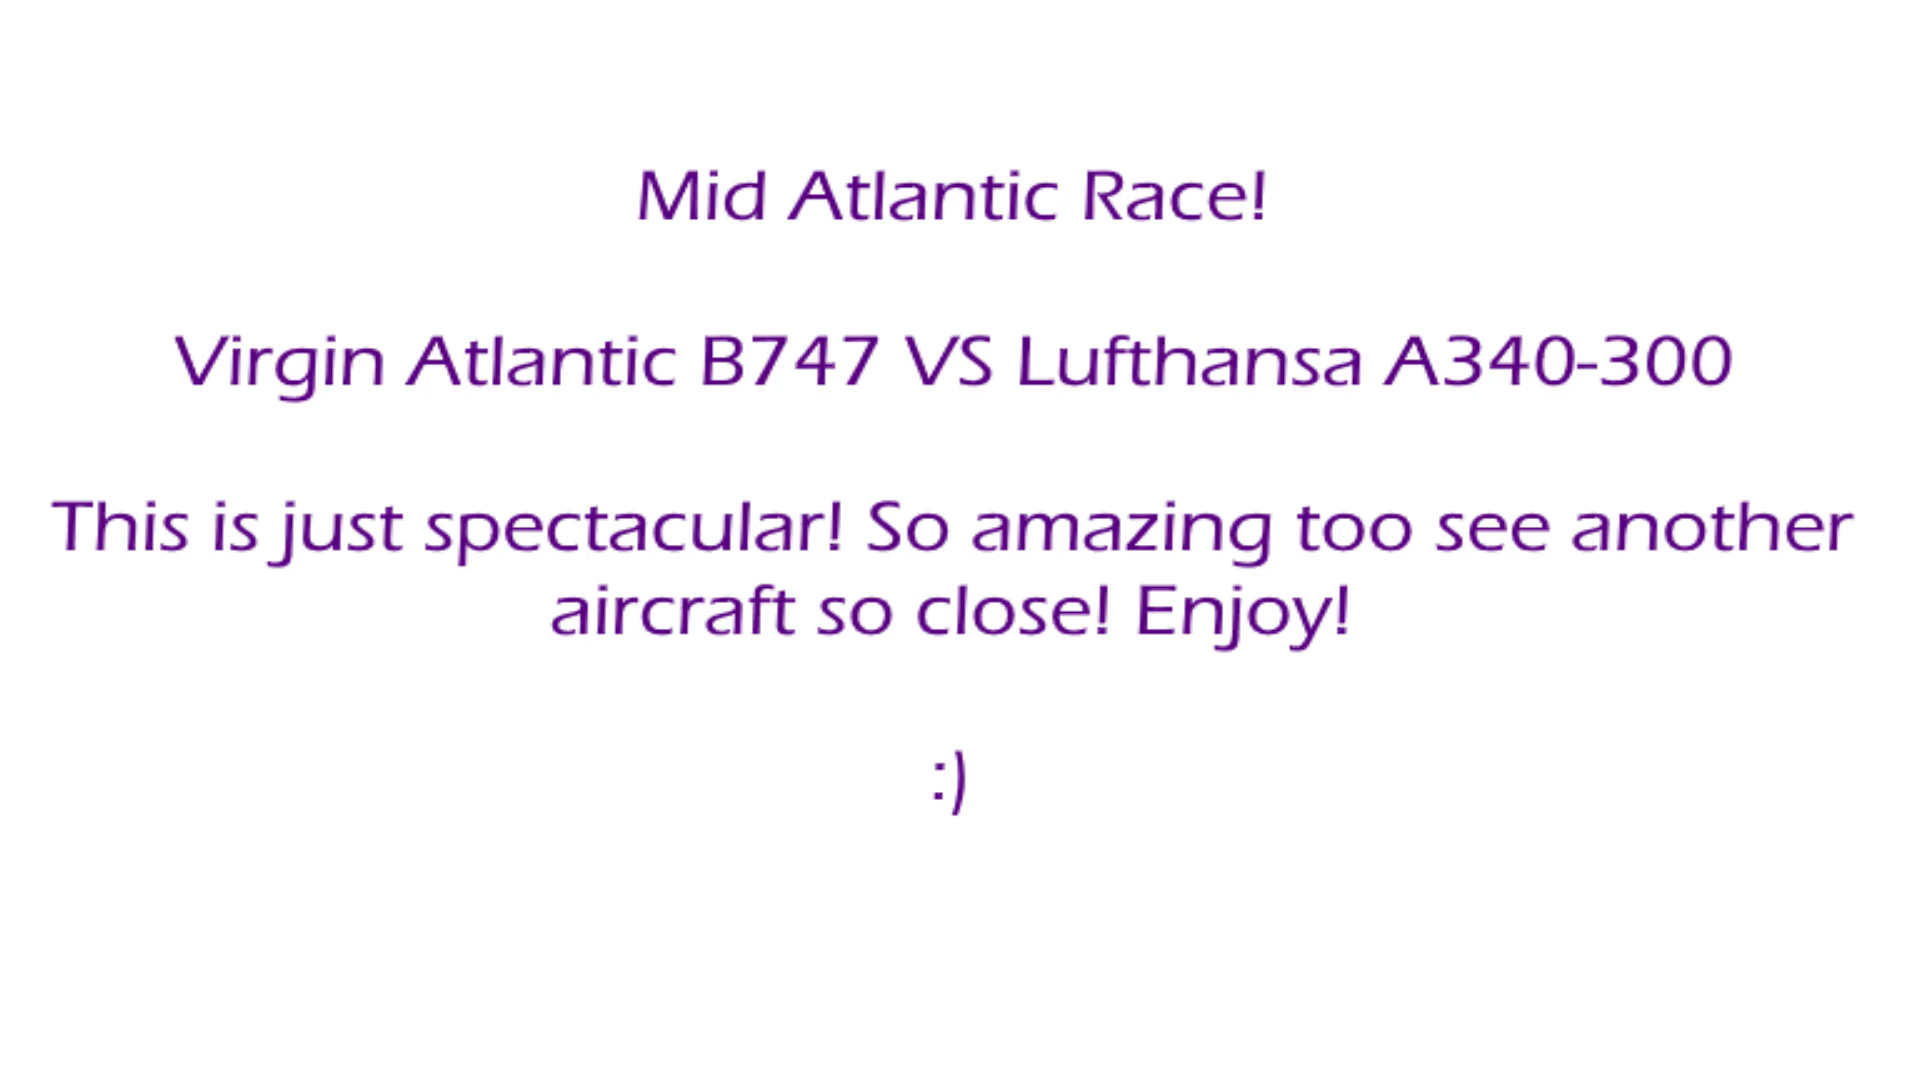 Mid Atlantic Race!
Virgin Atlantic B747 VS Lufthansa A340-300
This is just spectacular! So amazing too see another
aircraft so close! Enjoy!
:)